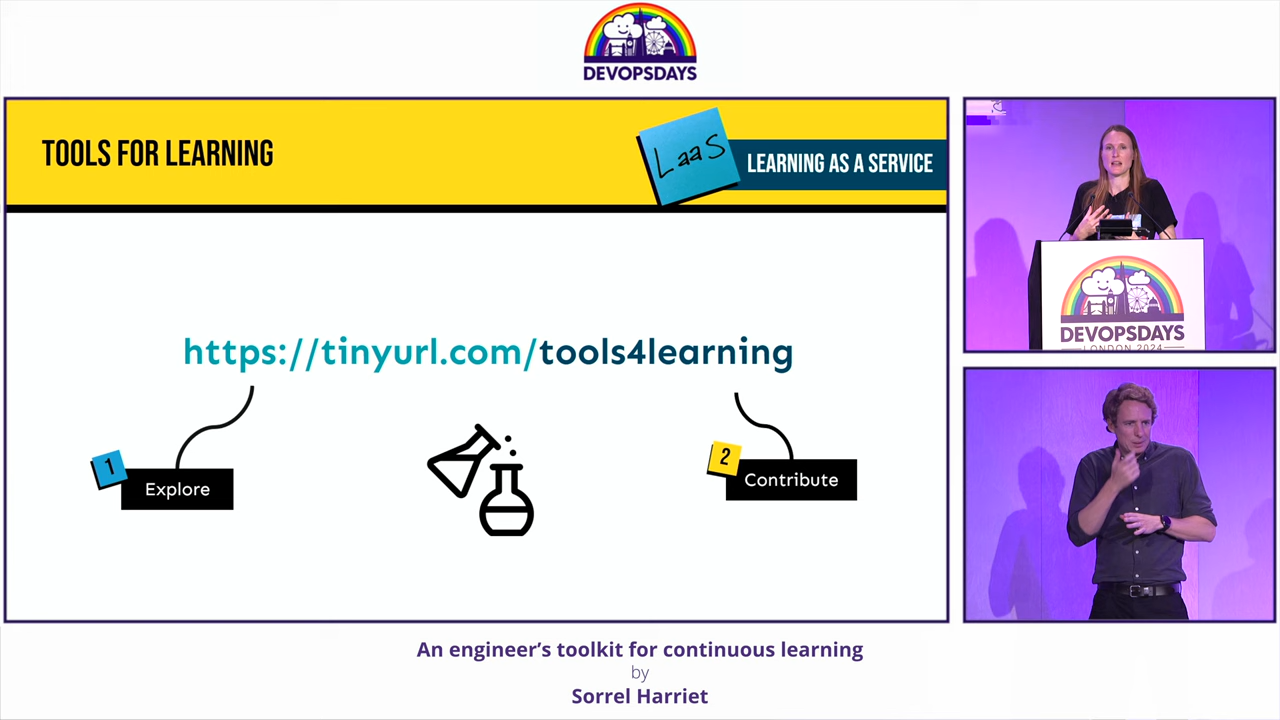 DEVOPSDAYS
TOOLS FOR LEARNING
LaaS
LEARNING AS A SERVICE
https://tinyurl.com/tools4learning
1
Explore
2
Contribute
DEVOPSDAYS
LONDON 2024
An engineer's toolkit for continuous learning
by
Sorrel Harriet